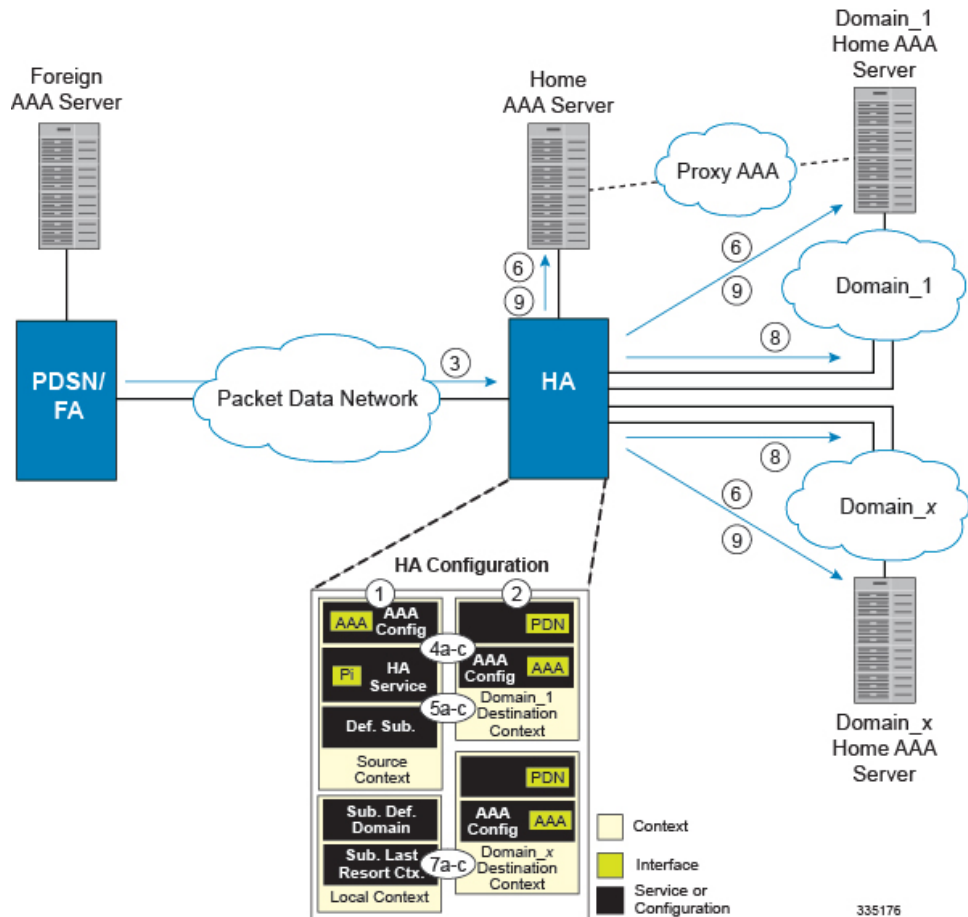 Domain_1
Home AAA
Server
Foreign
AAA Server
Home
AAA Server
Proxy AAA
6
9
6
9
Domain_1
8
3
PDSN/
FA
Packet Data Network
HA
8
6
9
Domain_x
HA Configuration
1
2
AAA
AAA
Config
PDN
4a-c
Pi
HA
Service
AAA
Config
AAA
5a-c
Domain_1
Destination
Context
Def. Sub.
Source
Context
PDN
Sub. Def.
Domain
AAA
Config
AAA
Sub. Last
Resort Ctx.
7a-c
Domain_x
Destination
Context
Local Context
Domain_x
Home AAA
Server
Context
Interface
Service or
Configuration
335176